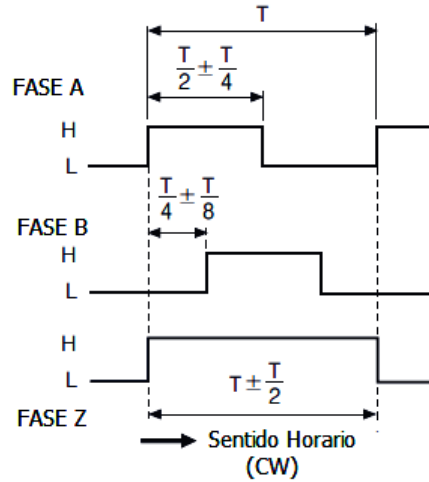 T
T/2 ± T/4
FASE A
H
L
T/4 ± T/8
FASE B
H
L
H
L
T ± T/2
FASE Z
Sentido Horario
(CW)